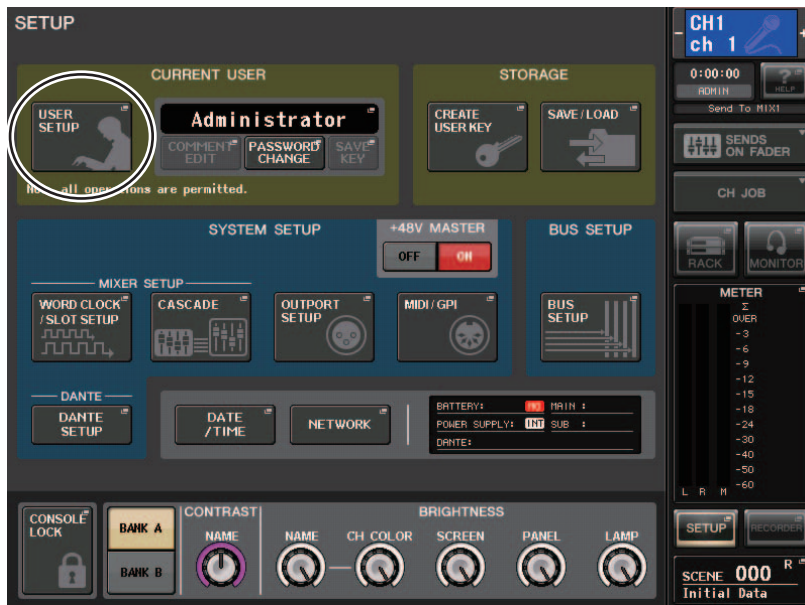 SETUP
CURRENT USER
USER
SETUP
Administrator
COMMENT
EDIT
PASSWORD
CHANGE
SAVE
KEY
all operations are permitted.
STORAGE
CREATE
USER KEY
SAVE/LOAD
SYSTEM SETUP
+48V MASTER
OFF
ON
BUS SETUP
MIXER SETUP
WORD CLOCK
/SLOT SETUP
CASCADE
OUTPORT
SETUP
MIDI/GPI
BUS
SETUP
DANTE
DANTE
SETUP
DATE
/TIME
NETWORK
BATTERY: NG MAIN :
POWER SUPPLY: INT SUB :
DANTE:
CONSOLE
LOCK
BANK A
BANK B
CONTRAST
NAME
BRIGHTNESS
NAME
CH COLOR
SCREEN
PANEL
LAMP
CH1
ch 1
- +
0:00:00
ADMIN
?
HELP
Send To MIX1
SENDS
ON FADER
CH JOB
RACK
MONITOR
METER
Σ
OVER
-3
-6
-9
-12
-15
-18
-24
-30
-40
-50
-60
L R M
SETUP
RECORDER
SCENE 000 R
Initial Data